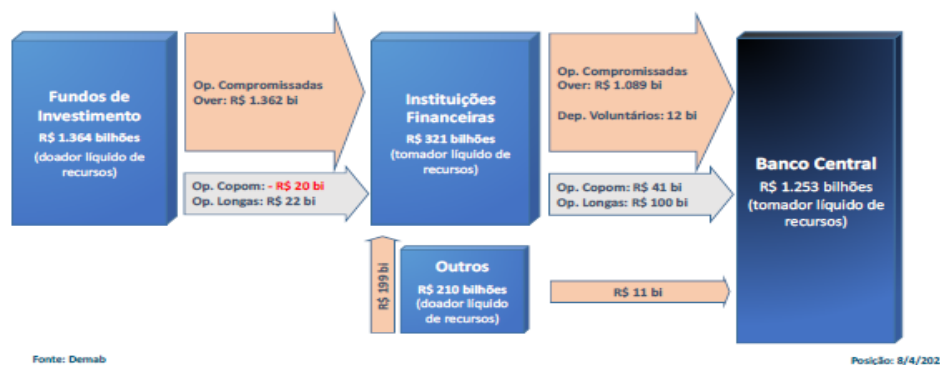 Fundos de
Investimento
R$ 1.364 bilhões
(doador líquido de
recursos)
Op. Compromissadas
Over: R$ 1.362 bi
Op. Copom: - R$ 20 bi
Op. Longas: R$ 22 bi
Instituições
Financeiras
R$ 321 bilhões
(tomador líquido de
recursos)
Op. Compromissadas
Over: R$ 1.089 bi
Dep. Voluntários: 12 bi
Op. Copom: R$ 41 bi
Op. Longas: R$ 100 bi
Banco Central
R$ 1.253 bilhões
(tomador líquido de
recursos)
R$ 199 bi
Outros
R$ 210 bilhões
(doador líquido
de recursos)
R$ 11 bi
Fonte: Demab
Posição: 8/4/202